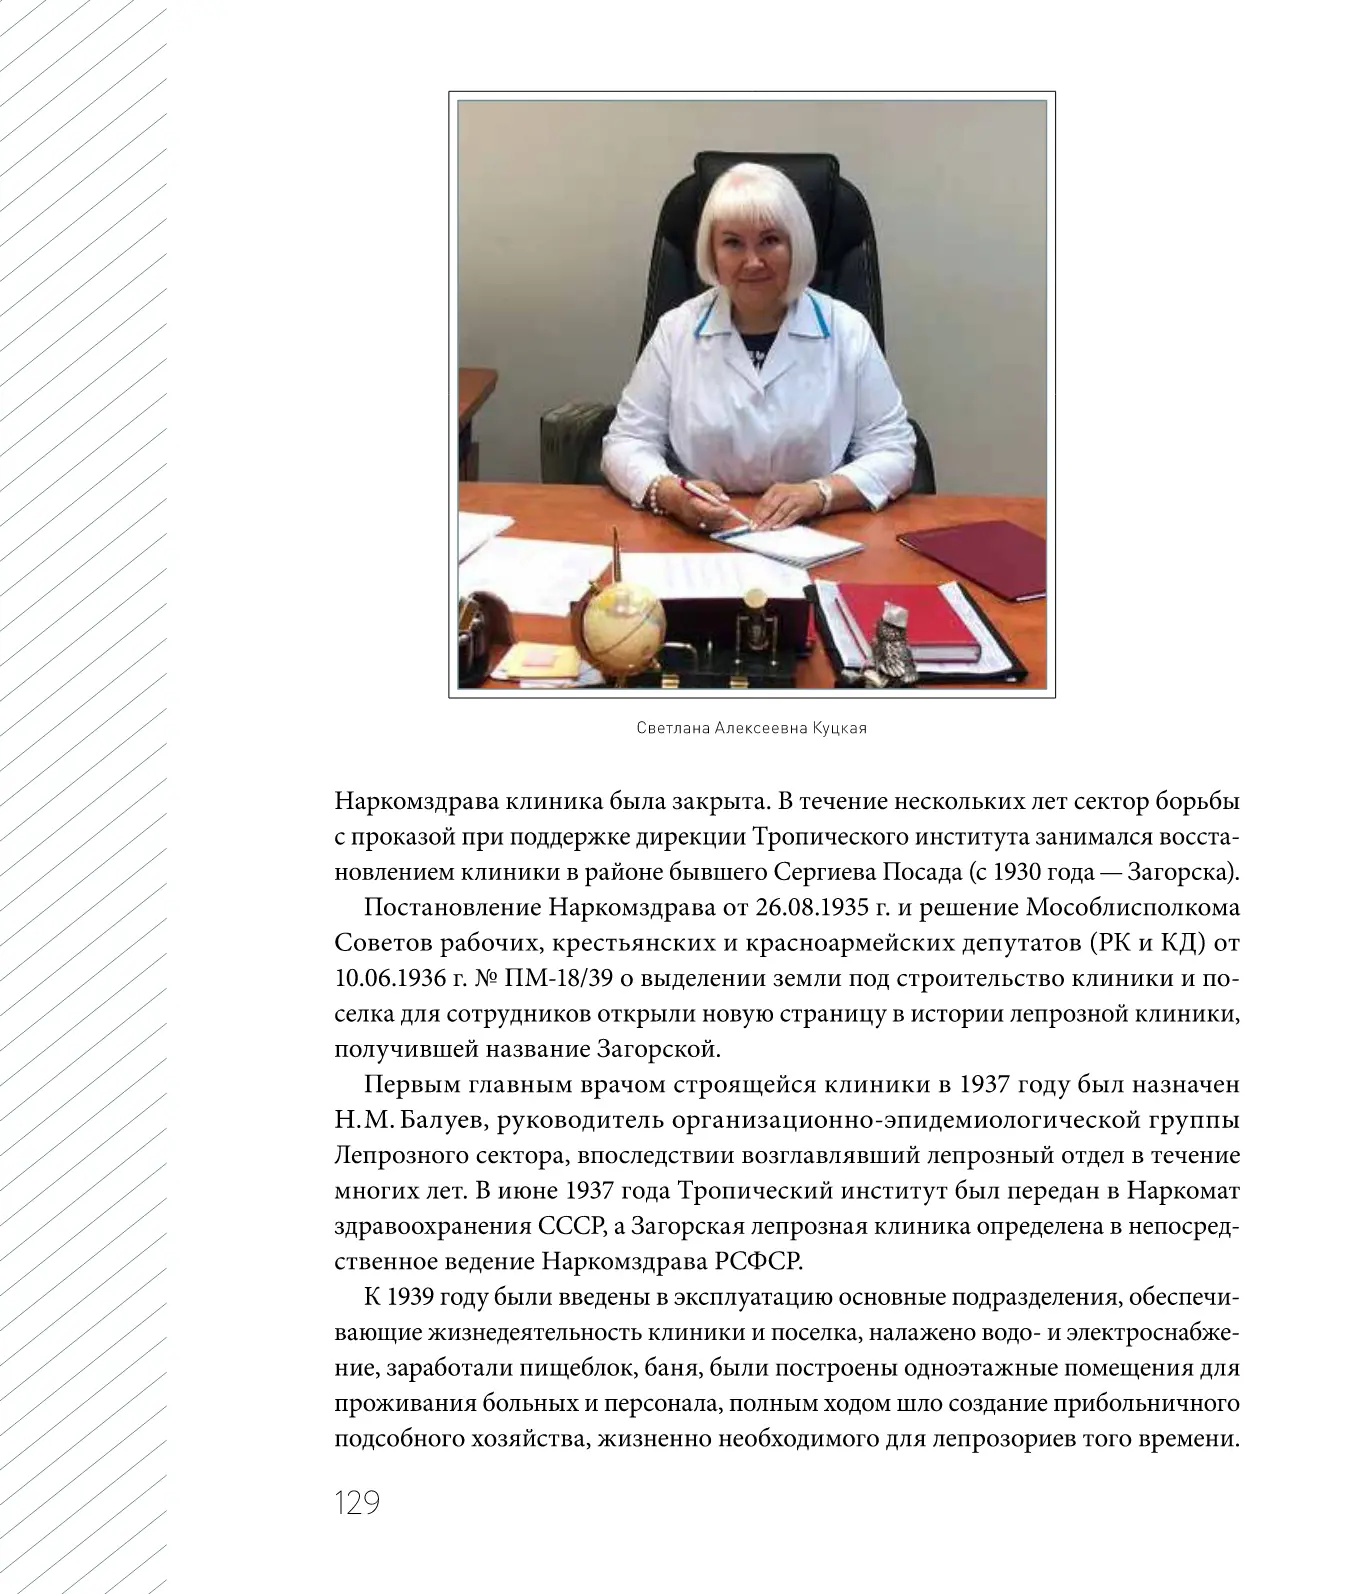 Светлана Алексеевна Куцкая
Наркомздрава клиника была закрыта. В течение нескольких лет сектор борьбы
с проказой при поддержке дирекции Тропического института занимался восста-
новлением клиники в районе бывшего Сергиева Посада (с 1930 года — Загорска).
Постановление Наркомздрава от 26.08.1935 г. и решение Мособлисполкома
Советов рабочих, крестьянских и красноармейских депутатов (РК и КД) от
10.06.1936 г. № ПМ-18/39 о выделении земли под строительство клиники и по-
селка для сотрудников открыли новую страницу в истории лепрозной клиники,
получившей название Загорской.
Первым главным врачом строящейся клиники в 1937 году был назначен
Н. М. Балуев, руководитель организационно-эпидемиологической группы
Лепрозного сектора, впоследствии возглавлявший лепрозный отдел в течение
многих лет. В июне 1937 года Тропический институт был передан в Наркомат
здравоохранения СССР, а Загорская лепрозная клиника определена в непосред-
ственное ведение Наркомздрава РСФСР.
К 1939 году были введены в эксплуатацию основные подразделения, обеспечи-
вающие жизнедеятельность клиники и поселка, налажено водо- и электроснабже-
ние, заработали пищеблок, баня, были построены одноэтажные помещения для
проживания больных и персонала, полным ходом шло создание прибольничного
подсобного хозяйства, жизненно необходимого для лепрозориев того времени.
129